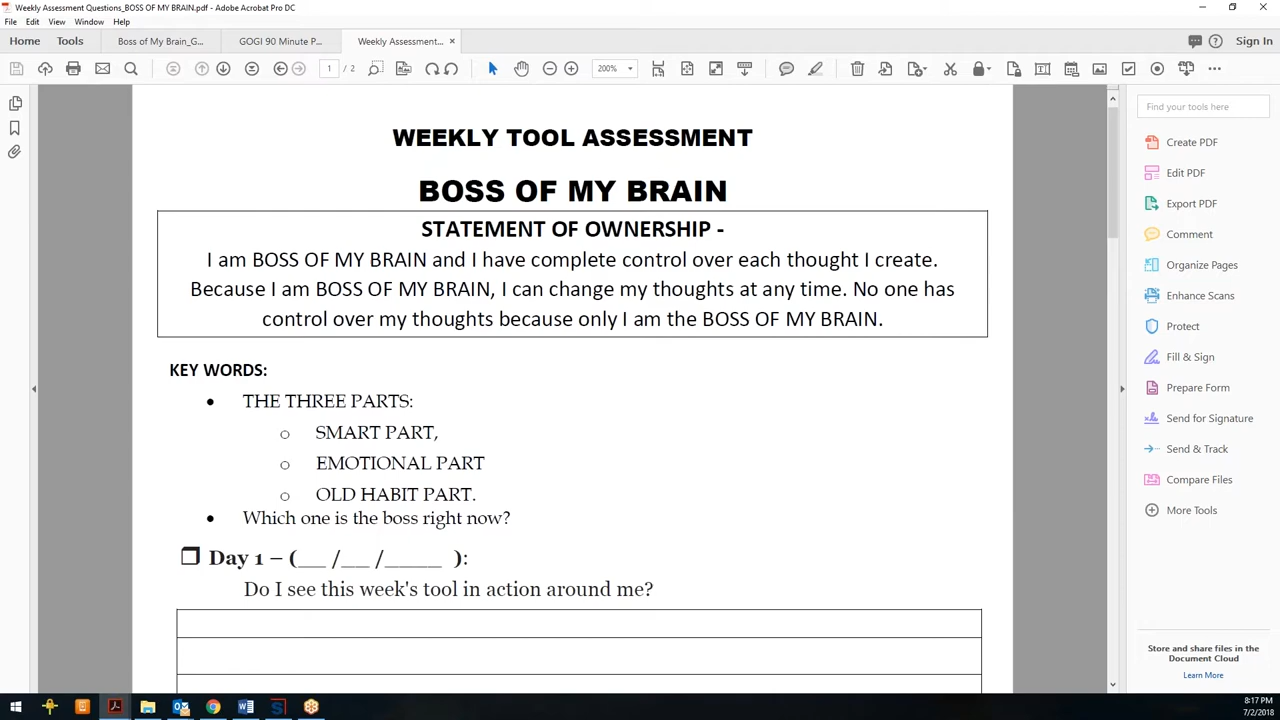 Weekly Assessment Questions_BOSS OF MY BRAIN.pdf - Adobe Acrobat Pro DC
File Edit View Window Help
Home Tools Boss of My Brain_G... GOGI 90 Minute P... Weekly Assessment... × Sign In
1 / 2 200%
WEEKLY TOOL ASSESSMENT
BOSS OF MY BRAIN
STATEMENT OF OWNERSHIP -
I am BOSS OF MY BRAIN and I have complete control over each thought I create.
Because I am BOSS OF MY BRAIN, I can change my thoughts at any time. No one has
control over my thoughts because only I am the BOSS OF MY BRAIN.
KEY WORDS:
• THE THREE PARTS:
o SMART PART,
o EMOTIONAL PART
o OLD HABIT PART.
• Which one is the boss right now?
❒ Day 1 – (__ /__ /____ ):
Do I see this week's tool in action around me?
Find your tools here
Create PDF
Edit PDF
Export PDF
Comment
Organize Pages
Enhance Scans
Protect
Fill & Sign
Prepare Form
Send for Signature
Send & Track
Compare Files
More Tools
Store and share files in the
Document Cloud
Learn More
8:17 PM
7/2/2018